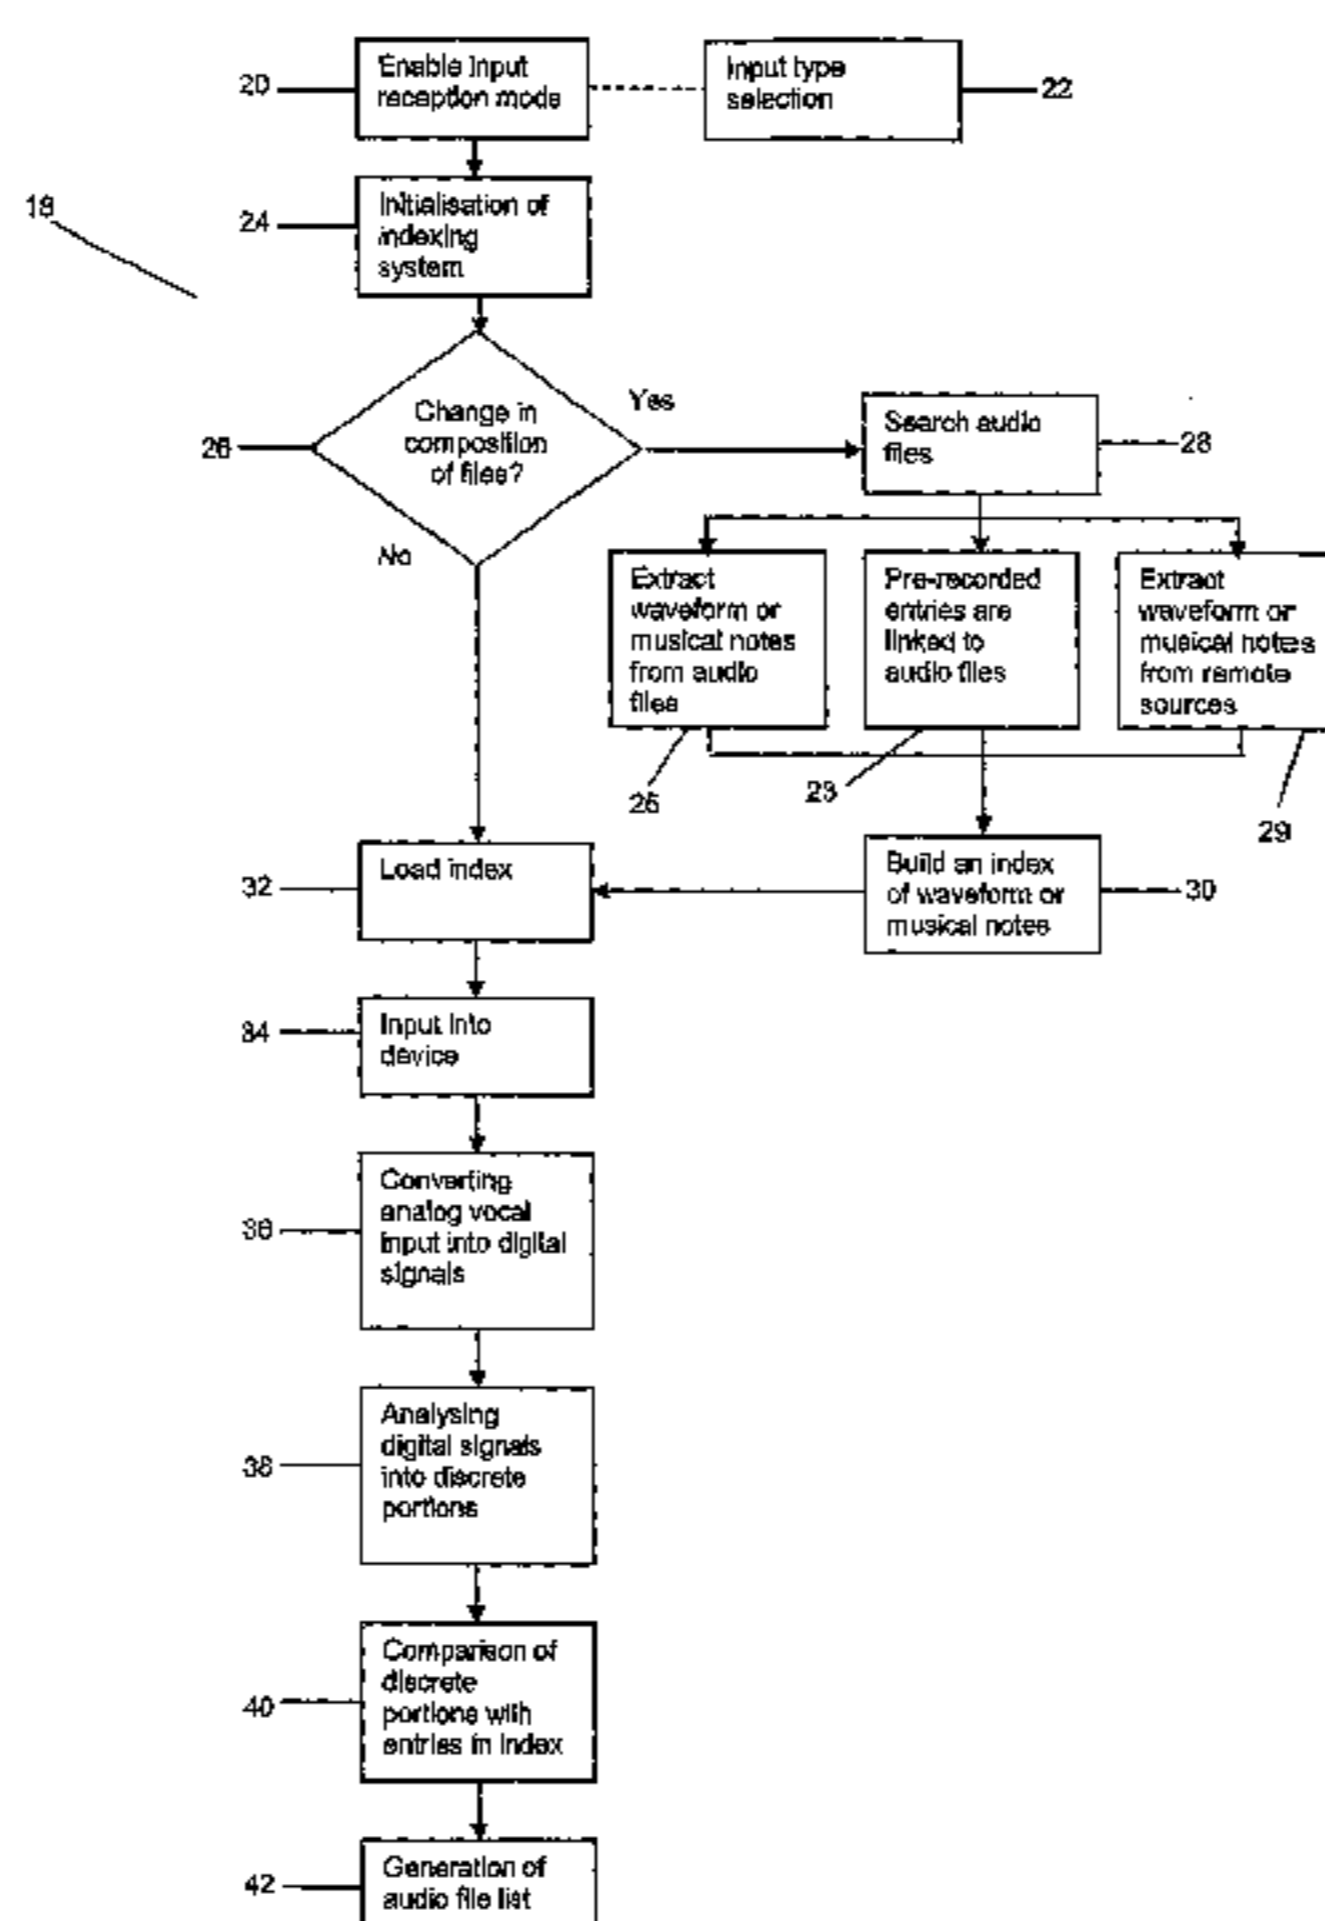 20
Enable Input
reception mode
Input type
selection
22
18
24
Initialisation of
indexing
system
26
Change in
composition
of files?
Yes
No
Search audio
files
28
Extract
waveform or
musical notes
from audio
files
Pre-recorded
entries are
linked to
audio files
Extract
waveform or
musical notes
from remote
sources
25
23
29
32
Load index
Build an index
of waveform or
musical notes
30
34
Input into
device
36
Converting
analog vocal
input into digital
signals
38
Analysing
digital signals
into discrete
portions
40
Comparison of
discrete
portions with
entries in index
42
Generation of
audio file list